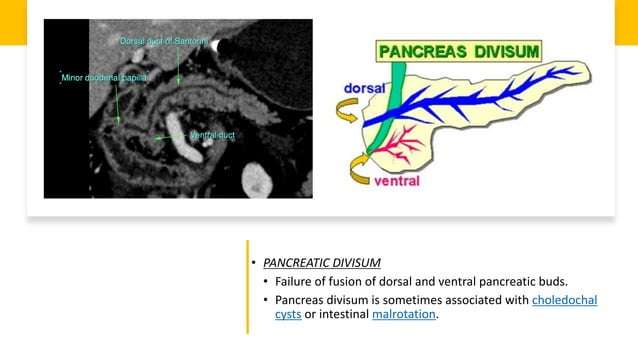 Dorsal duct of Santorini
Minor duodenal papilla
Ventral duct
PANCREAS DIVISUM
dorsal
ventral
• PANCREATIC DIVISUM
• Failure of fusion of dorsal and ventral pancreatic buds.
• Pancreas divisum is sometimes associated with choledochal
cysts or intestinal malrotation.